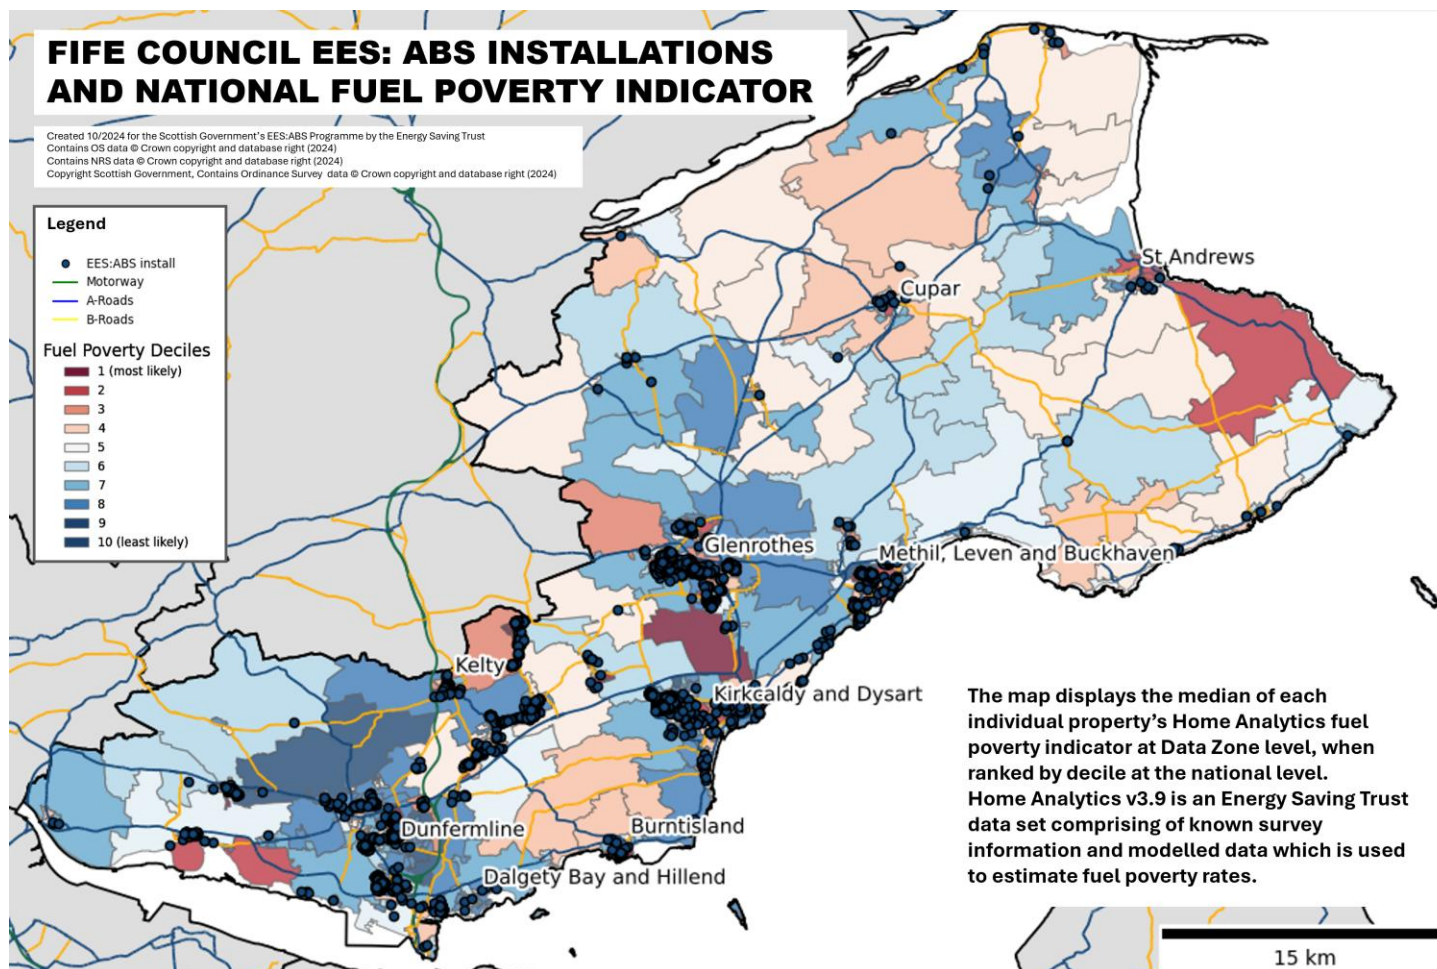 FIFE COUNCIL EES: ABS INSTALLATIONS
AND NATIONAL FUEL POVERTY INDICATOR
Created 10/2024 for the Scottish Government's EES:ABS Programme by the Energy Saving Trust
Contains OS data © Crown copyright and database right (2024)
Contains NRS data © Crown copyright and database right (2024)
Copyright Scottish Government, Contains Ordinance Survey data © Crown copyright and database right (2024)
Legend
EES:ABS install
Motorway
A-Roads
B-Roads
Fuel Poverty Deciles
1 (most likely)
2
3
4
5
6
7
8
9
10 (least likely)
St Andrews
Cupar
Glenrothes
Methil, Leven and Buckhaven
Kelty
Kirkcaldy and Dysart
Dunfermline
Burntisland
Dalgety Bay and Hillend
The map displays the median of each
individual property's Home Analytics fuel
poverty indicator at Data Zone level, when
ranked by decile at the national level.
Home Analytics v3.9 is an Energy Saving Trust
data set comprising of known survey
information and modelled data which is used
to estimate fuel poverty rates.
15 km